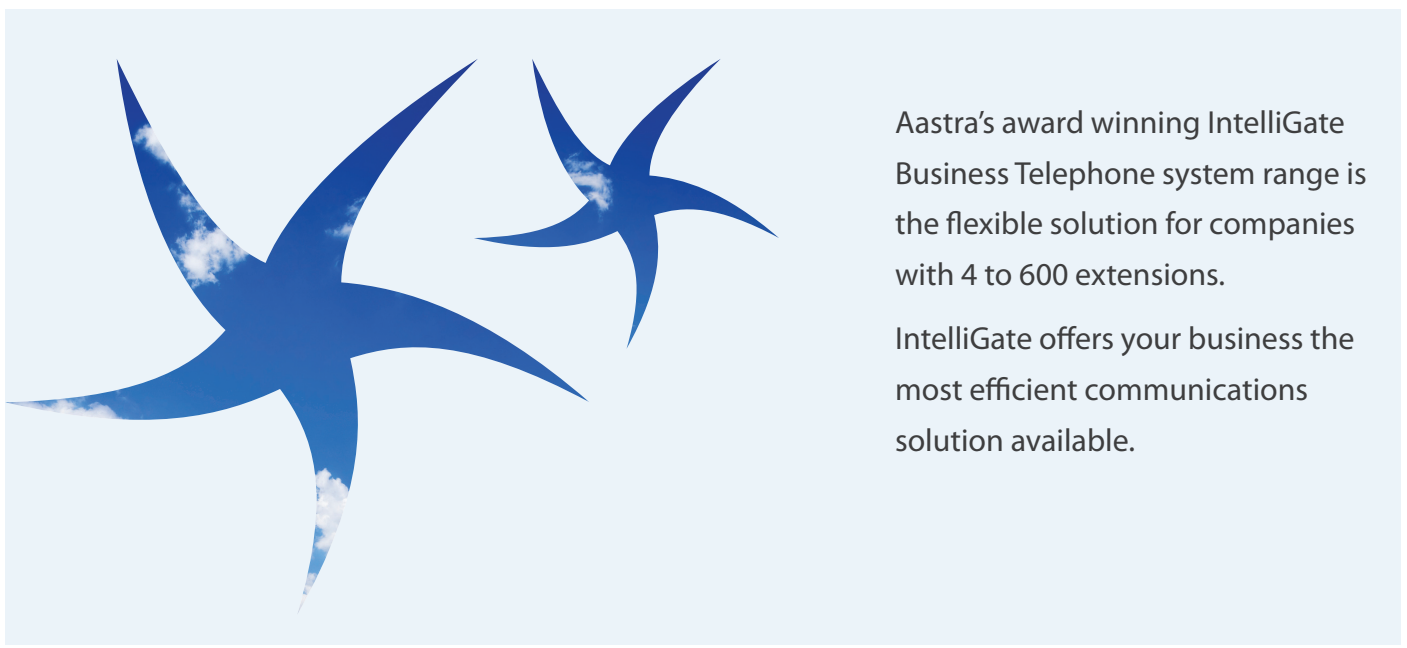 Aastra’s award winning IntelliGate
Business Telephone system range is
the flexible solution for companies
with 4 to 600 extensions.
IntelliGate offers your business the
most efficient communications
solution available.